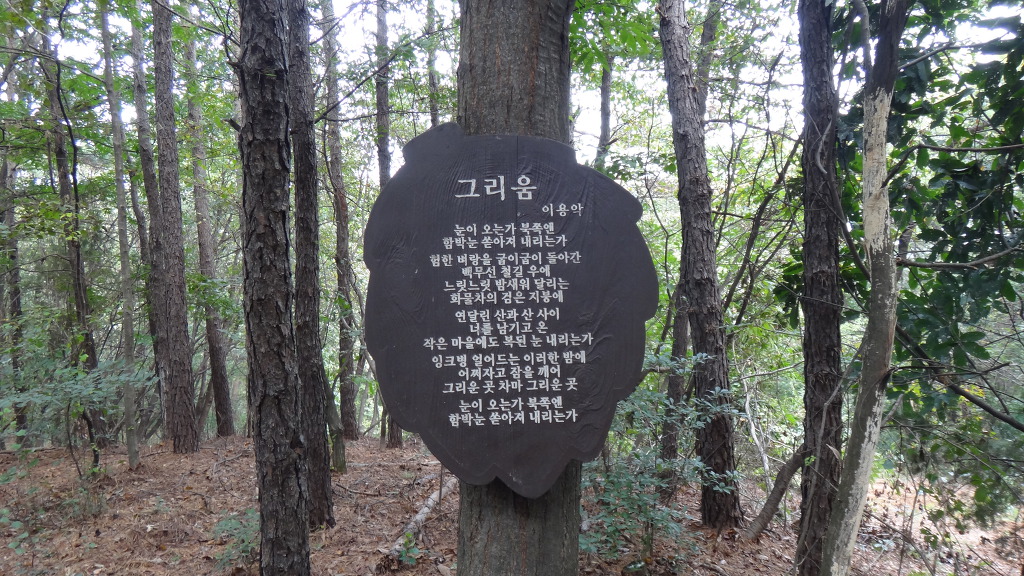 그리움
이용악
눈이 오는가 북쪽엔
함박눈 쏟아져 내리는가
험한 벼랑을 굽이굽이 돌아간
백무선 철길 우에
느릿느릿 밤새워 달리는
화물차의 검은 지붕에
연달린 산과 산 사이
너를 남기고 온
작은 마을에도 복된 눈 내리는가
잉크병 얼어드는 이러한 밤에
어쩌자고 잠을 깨어
그리운 곳 차마 그리운 곳
눈이 오는가 북쪽엔
함박눈 쏟아져 내리는가